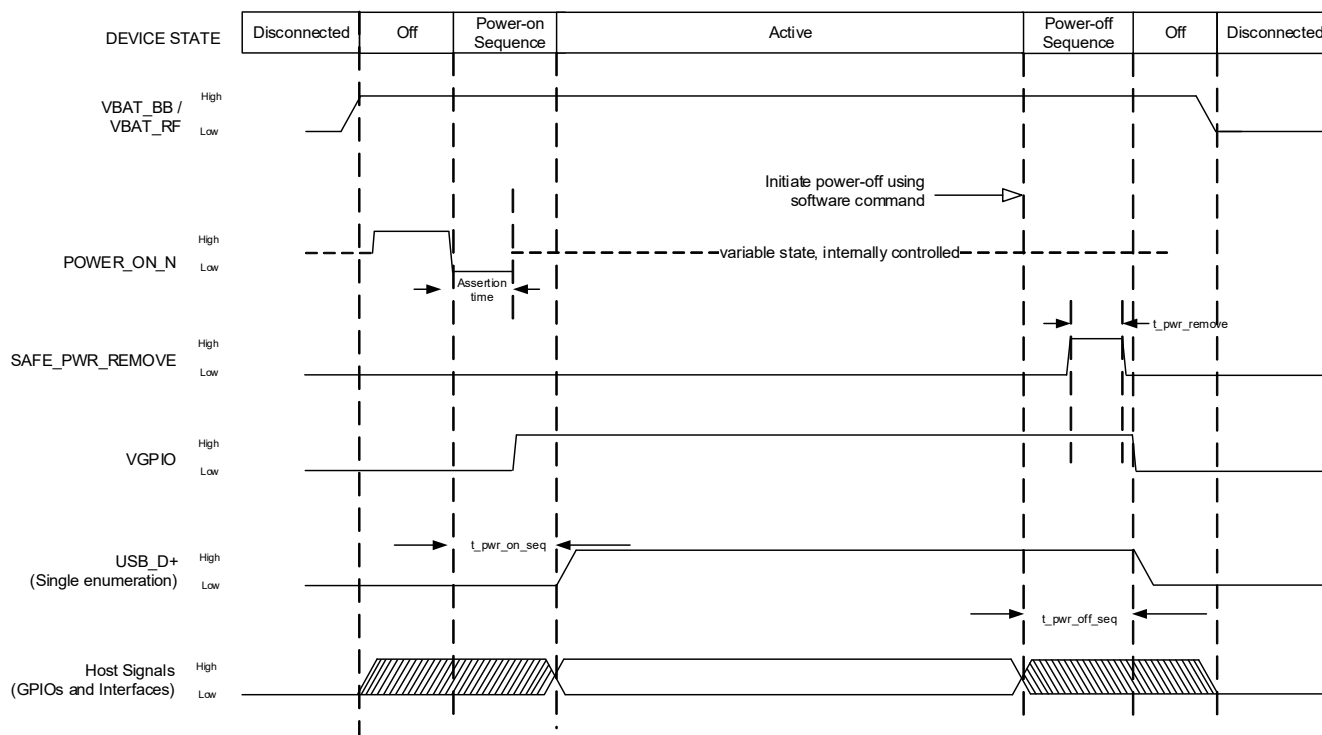 DEVICE STATE
Disconnected
Off
Power-on
Sequence
Active
Power-off
Sequence
Off
Disconnected
VBAT_BB /
VBAT_RF
High
Low
Initiate power-off using
software command
POWER_ON_N
High
Low
variable state, internally controlled
Assertion
time
t_pwr_remove
SAFE_PWR_REMOVE
High
Low
VGPIO
High
Low
t_pwr_on_seq
USB_D+
(Single enumeration)
High
Low
t_pwr_off_seq
Host Signals
(GPIOs and Interfaces)
High
Low